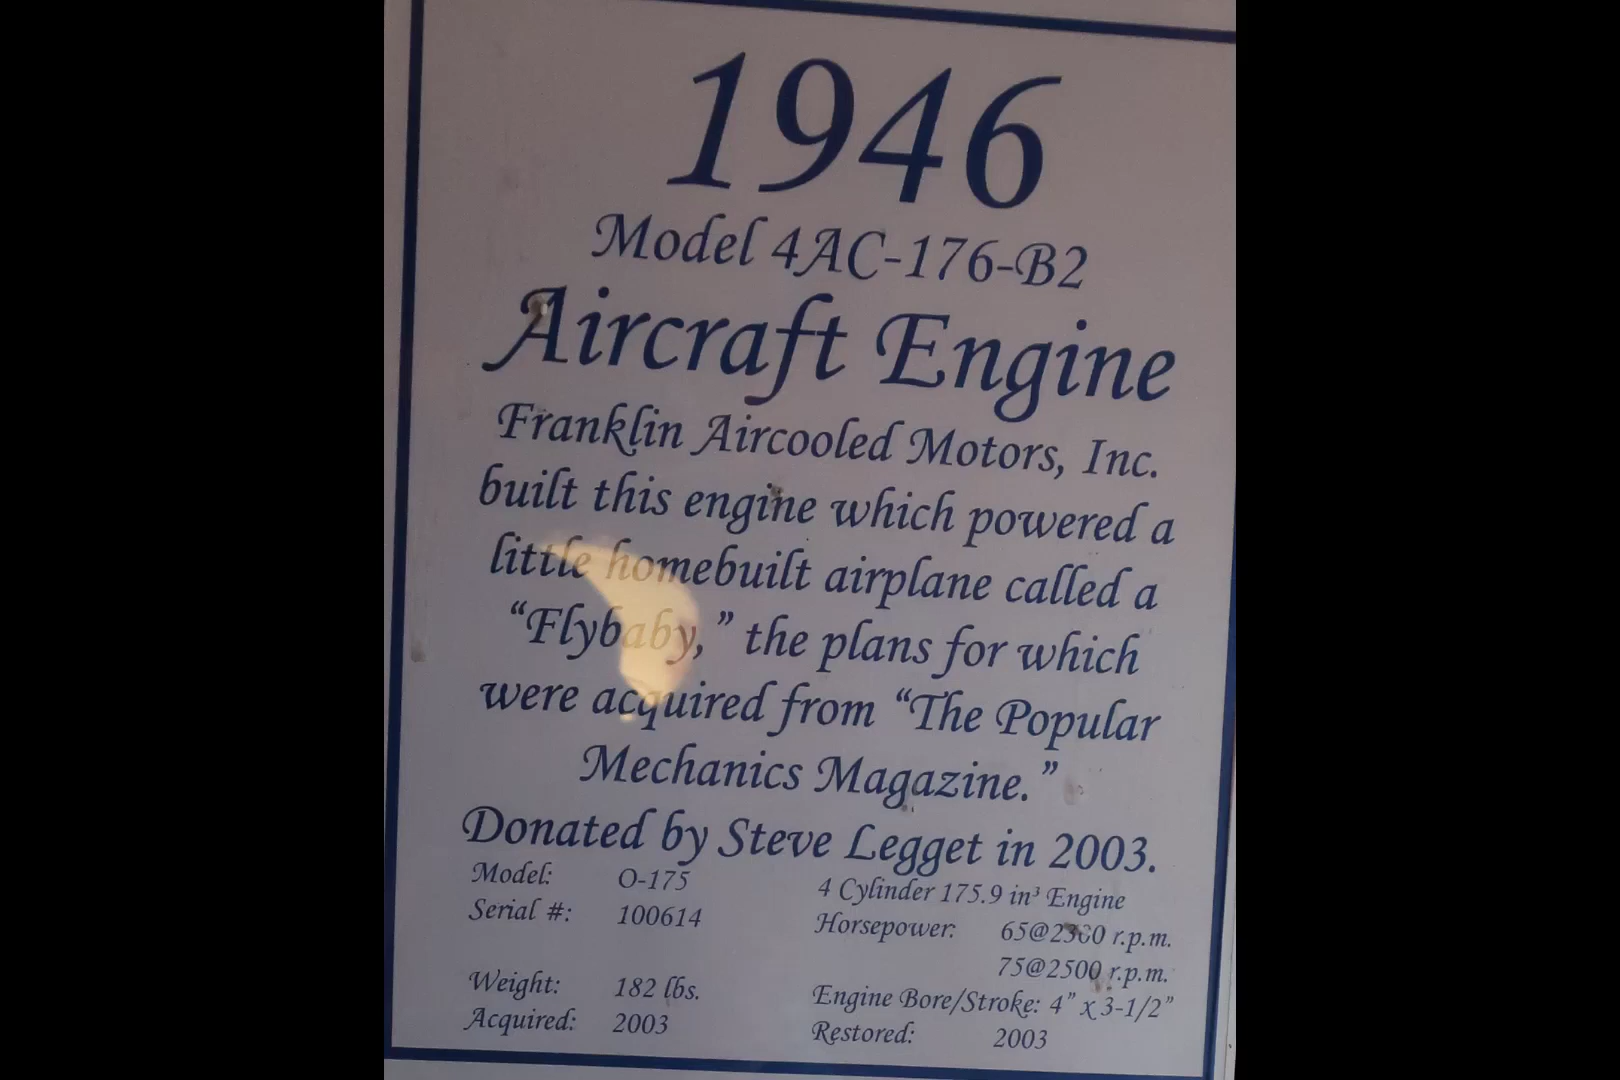 1946
Model 4AC-176-B2
Aircraft Engine
Franklin Aircooled Motors, Inc.
built this engine which powered a
little homebuilt airplane called a
“Flybaby,” the plans for which
were acquired from “The Popular
Mechanics Magazine.”
Donated by Steve Legget in 2003.
Model: O-175
Serial #: 100614
Weight: 182 lbs.
Acquired: 2003
4 Cylinder 175.9 in³ Engine
Horsepower: r.p.m.
75@2500 r.p.m.
Engine Bore/Stroke: 4” x 3-1/2”
Restored: 2003